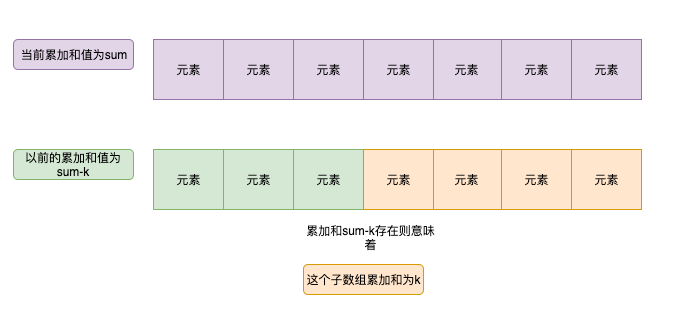 当前累加和值为sum
元素 元素 元素 元素 元素 元素 元素
以前的累加和值为
sum-k
元素 元素 元素 元素 元素 元素 元素
累加和sum-k存在则意味
着
这个子数组累加和为k